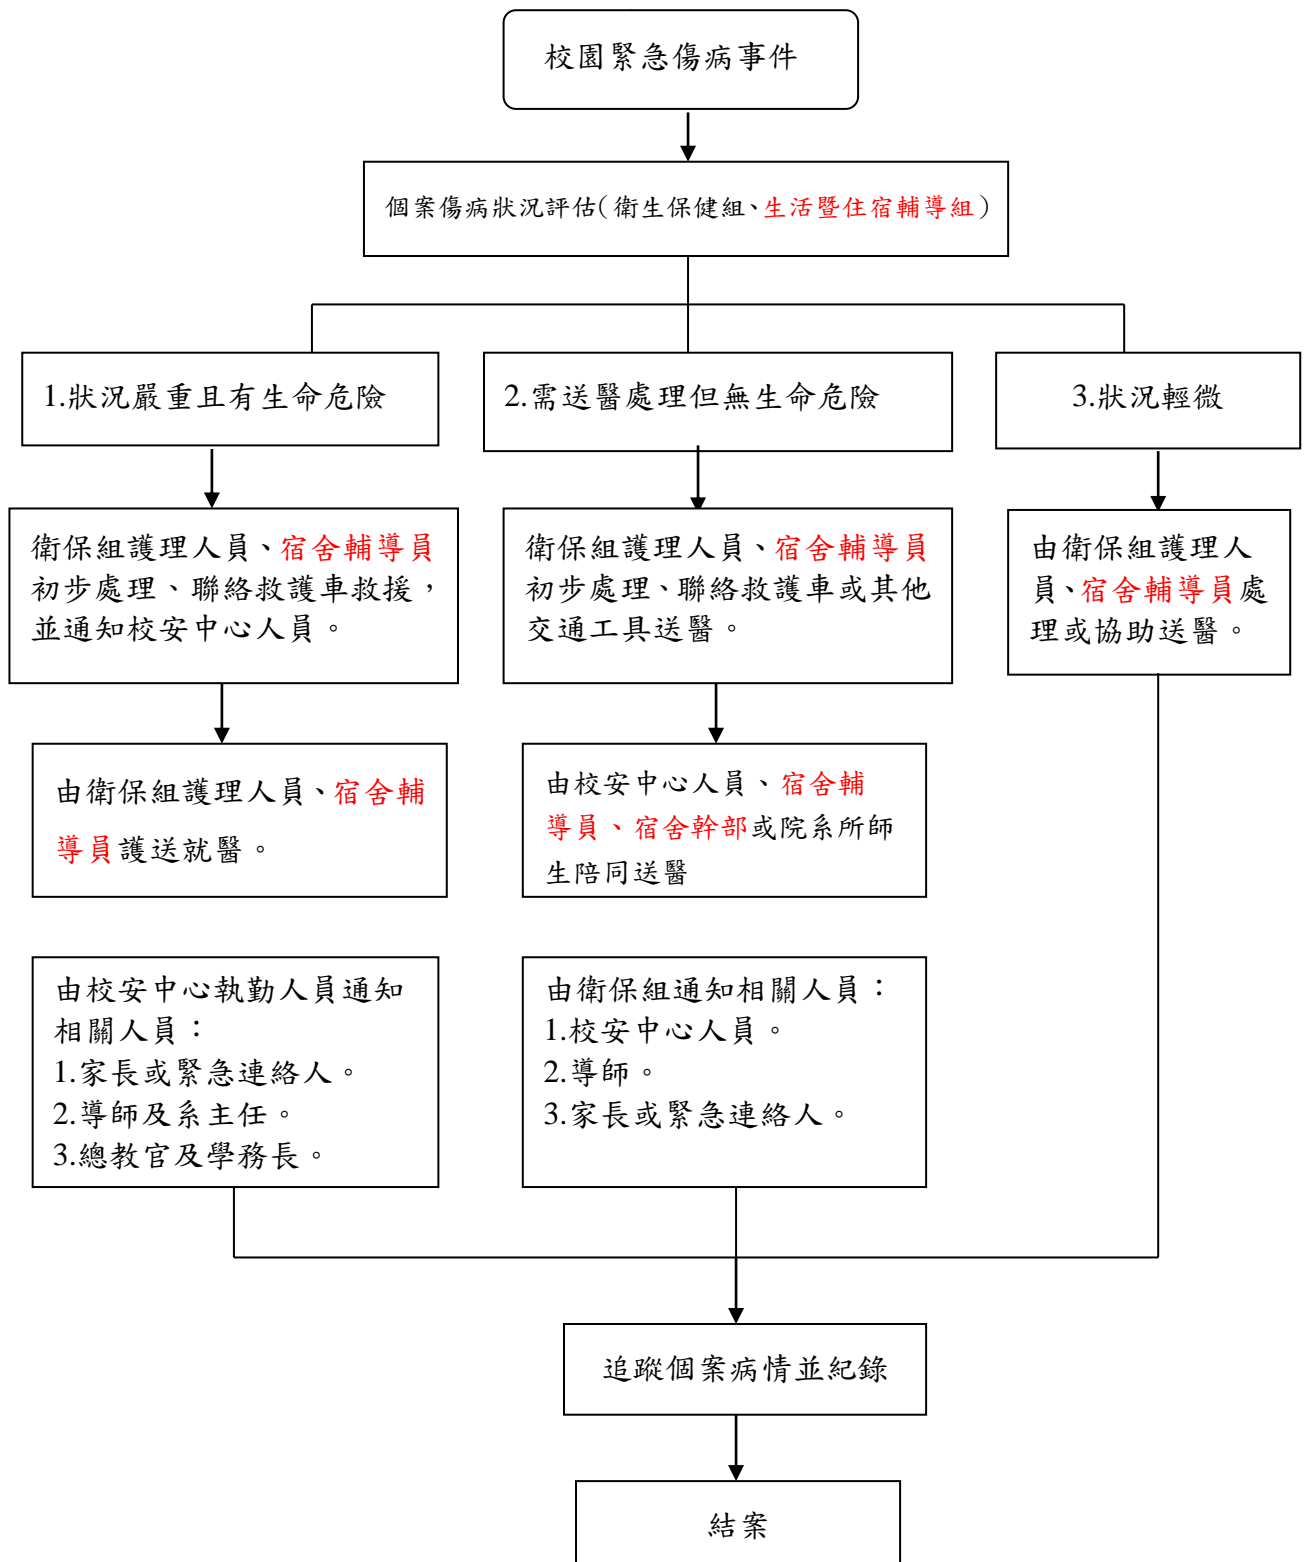 校園緊急傷病事件
個案傷病狀況評估(衛生保健組、生活暨住宿輔導組)
1.狀況嚴重且有生命危險
2.需送醫處理但無生命危險
3.狀況輕微
衛保組護理人員、宿舍輔導員
初步處理、聯絡救護車救援，
並通知校安中心人員。
衛保組護理人員、宿舍輔導員
初步處理、聯絡救護車或其他
交通工具送醫。
由衛保組護理人
員、宿舍輔導員處
理或協助送醫。
由衛保組護理人員、宿舍輔
導員護送就醫。
由校安中心人員、宿舍輔
導員、宿舍幹部或院系所師
生陪同送醫
由校安中心執勤人員通知
相關人員：
1.家長或緊急連絡人。
2.導師及系主任。
3.總教官及學務長。
由衛保組通知相關人員：
1.校安中心人員。
2.導師。
3.家長或緊急連絡人。
追蹤個案病情並紀錄
結案